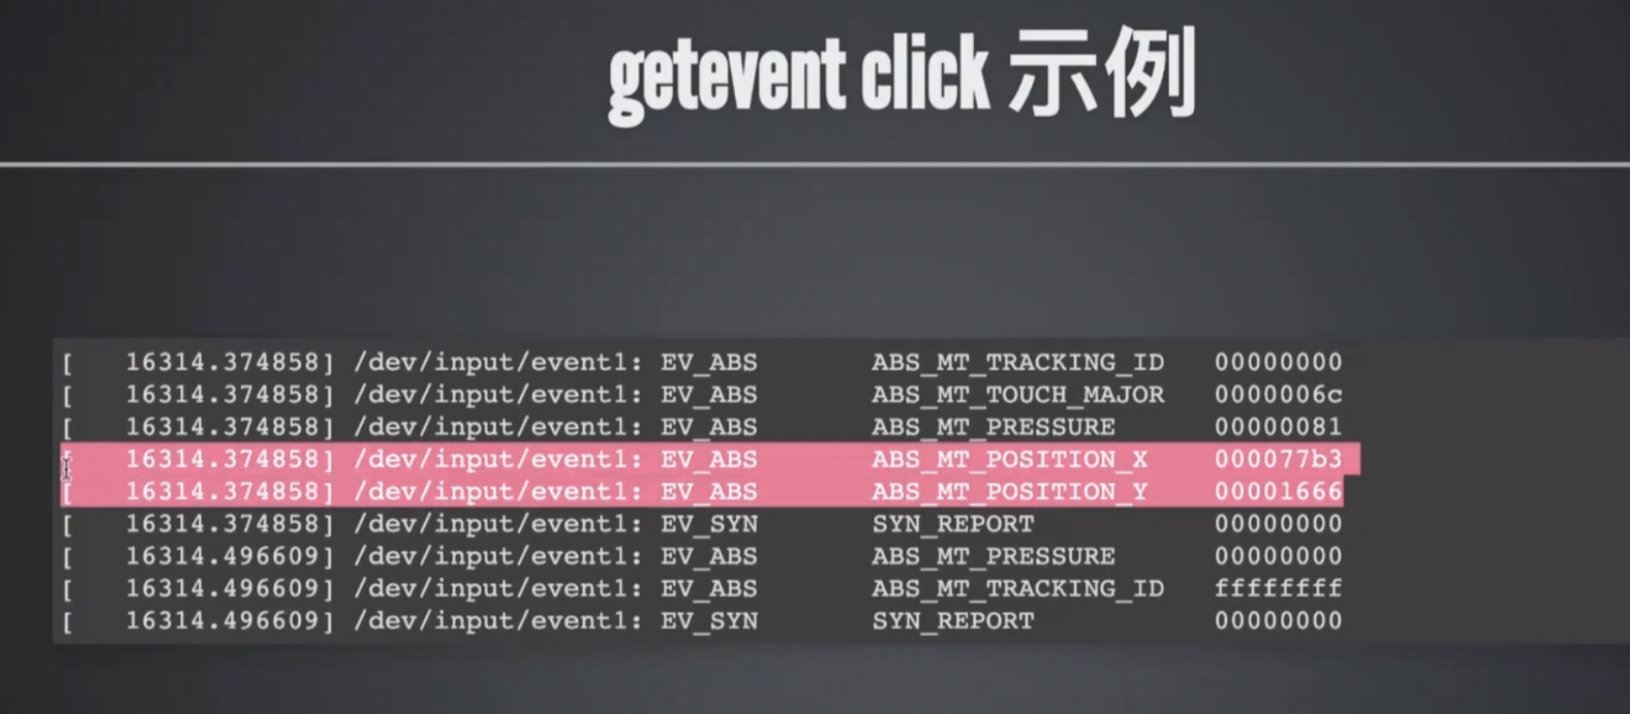 getevent click 示例
[   16314.374858] /dev/input/event1: EV_ABS       ABS_MT_TRACKING_ID   00000000
[   16314.374858] /dev/input/event1: EV_ABS       ABS_MT_TOUCH_MAJOR   0000006c
[   16314.374858] /dev/input/event1: EV_ABS       ABS_MT_PRESSURE      00000081
[   16314.374858] /dev/input/event1: EV_ABS       ABS_MT_POSITION_X    000077b3
[   16314.374858] /dev/input/event1: EV_ABS       ABS_MT_POSITION_Y    00001666
[   16314.374858] /dev/input/event1: EV_SYN       SYN_REPORT           00000000
[   16314.496609] /dev/input/event1: EV_ABS       ABS_MT_PRESSURE      00000000
[   16314.496609] /dev/input/event1: EV_ABS       ABS_MT_TRACKING_ID   ffffffff
[   16314.496609] /dev/input/event1: EV_SYN       SYN_REPORT           00000000